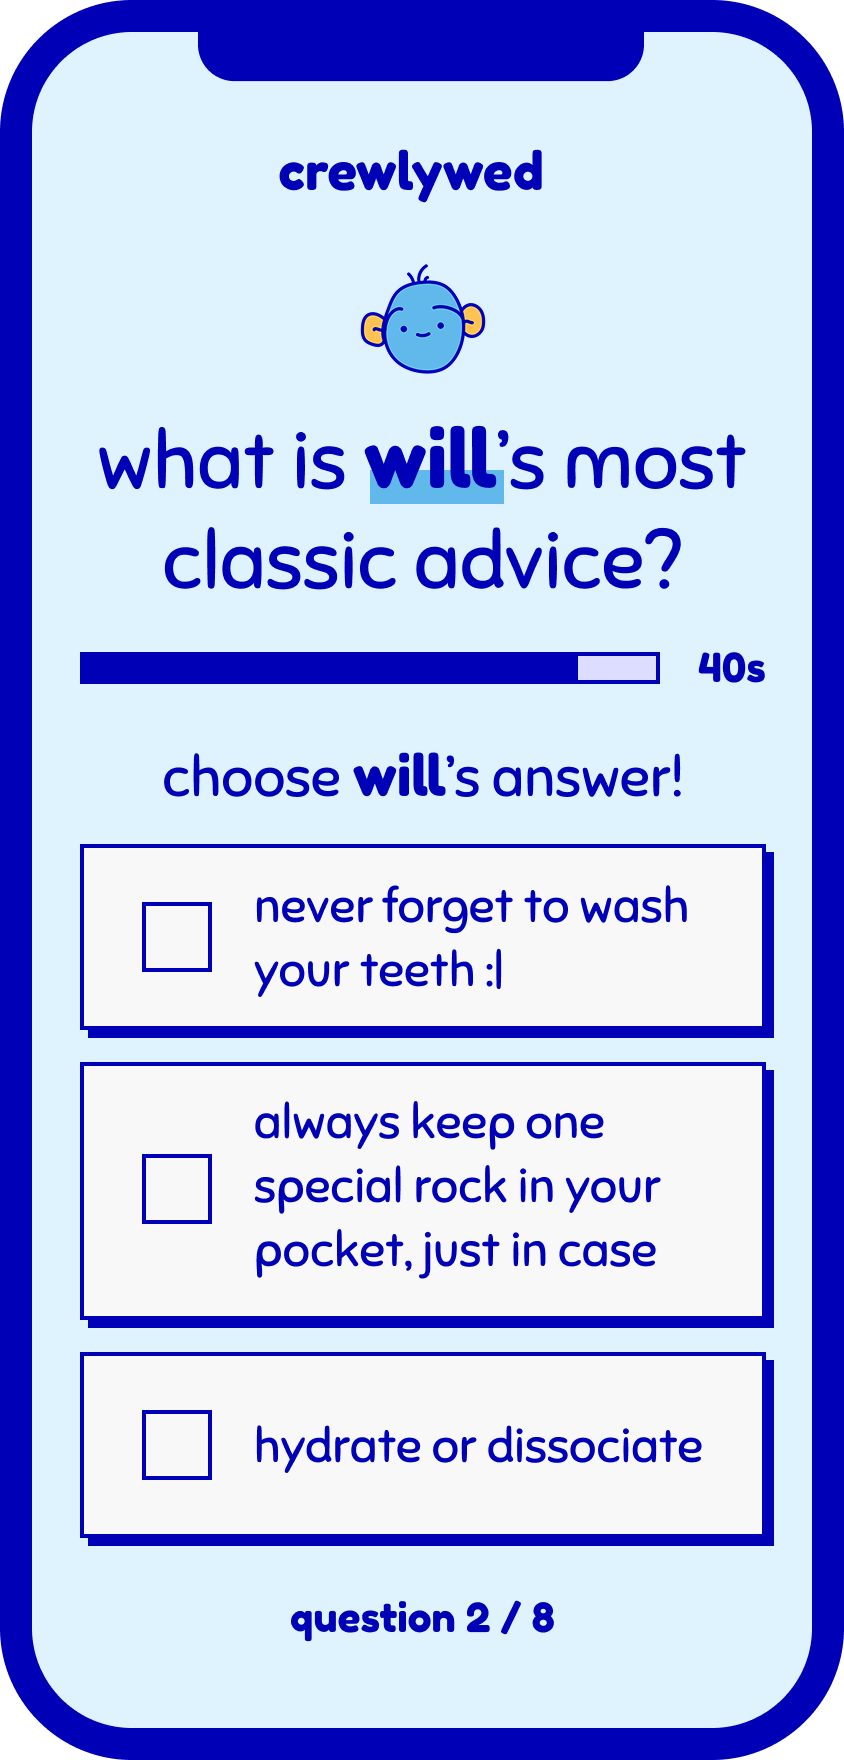 crewlywed
what is will’s most
classic advice?
40s
choose will’s answer!
never forget to wash
your teeth :|
always keep one
special rock in your
pocket, just in case
hydrate or dissociate
question 2 / 8